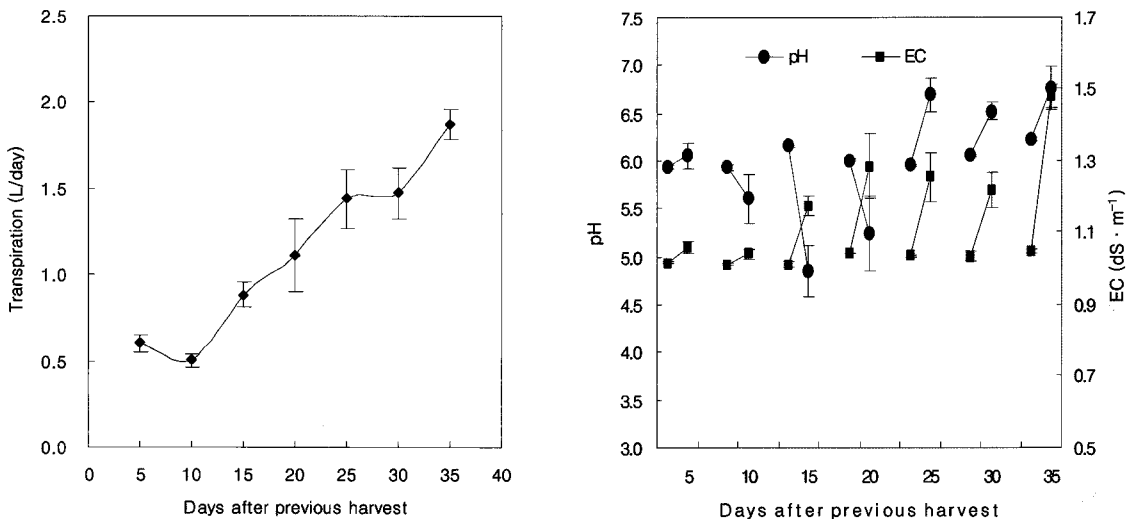 Transpiration (L/day)
2.5
2.0
1.5
1.0
0.5
0.0
0 5 10 15 20 25 30 35 40
Days after previous harvest
pH
7.5
7.0
6.5
6.0
5.5
5.0
4.5
4.0
3.5
3.0
pH EC
1.7
1.5
1.3
1.1
0.9
0.7
0.5
EC (dS · m⁻¹)
5 10 15 20 25 30 35
Days after previous harvest